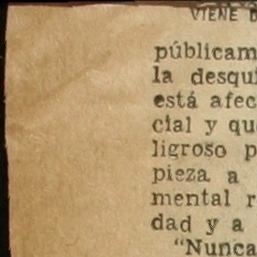 VIENE D
públicam
la desqui
está afec
cial y qu
ligroso p
pieza a
mental r
dad y a
"Nunca